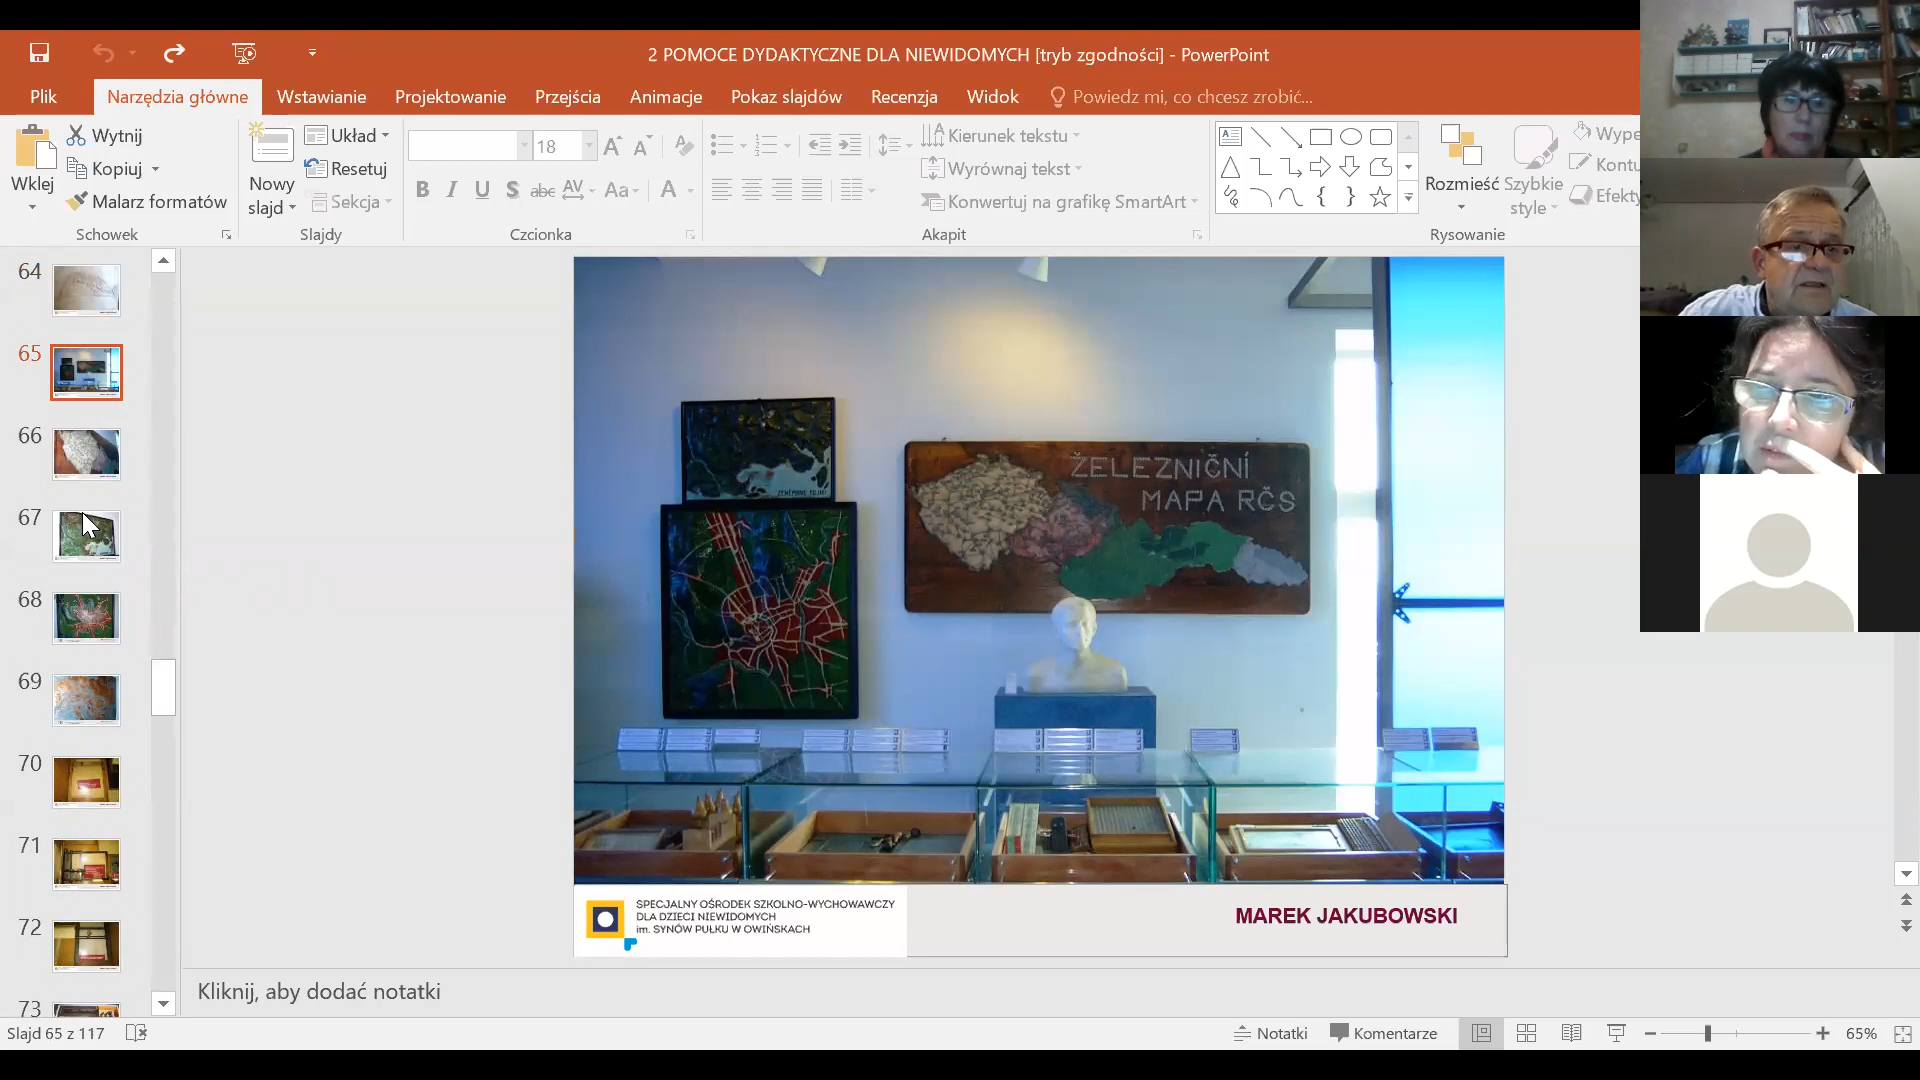 2 POMOCE DYDAKTYCZNE DLA NIEWIDOMYCH [tryb zgodności] - PowerPoint
Plik
Narzędzia główne
Wstawianie
Projektowanie
Przejścia
Animacje
Pokaz slajdów
Recenzja
Widok
Powiedz mi, co chcesz zrobić...
Wklej
Wytnij
Kopiuj
Malarz formatów
Schowek
Nowy
slajd
Układ
Resetuj
Sekcja
Slajdy
18
Czcionka
Kierunek tekstu
Wyrównaj tekst
Konwertuj na grafikę SmartArt
Akapit
Rozmieść
Szybkie
style
Wype
Kontu
Efekty
Rysowanie
64
65
66
67
68
69
70
71
72
73
ŽELEZNIČNÍ
MAPA RČS
SPECJALNY OŚRODEK SZKOLNO-WYCHOWAWCZY
DLA DZIECI NIEWIDOMYCH
im. SYNÓW PUŁKU W OWIŃSKACH
MAREK JAKUBOWSKI
Kliknij, aby dodać notatki
Slajd 65 z 117
Notatki
Komentarze
65%